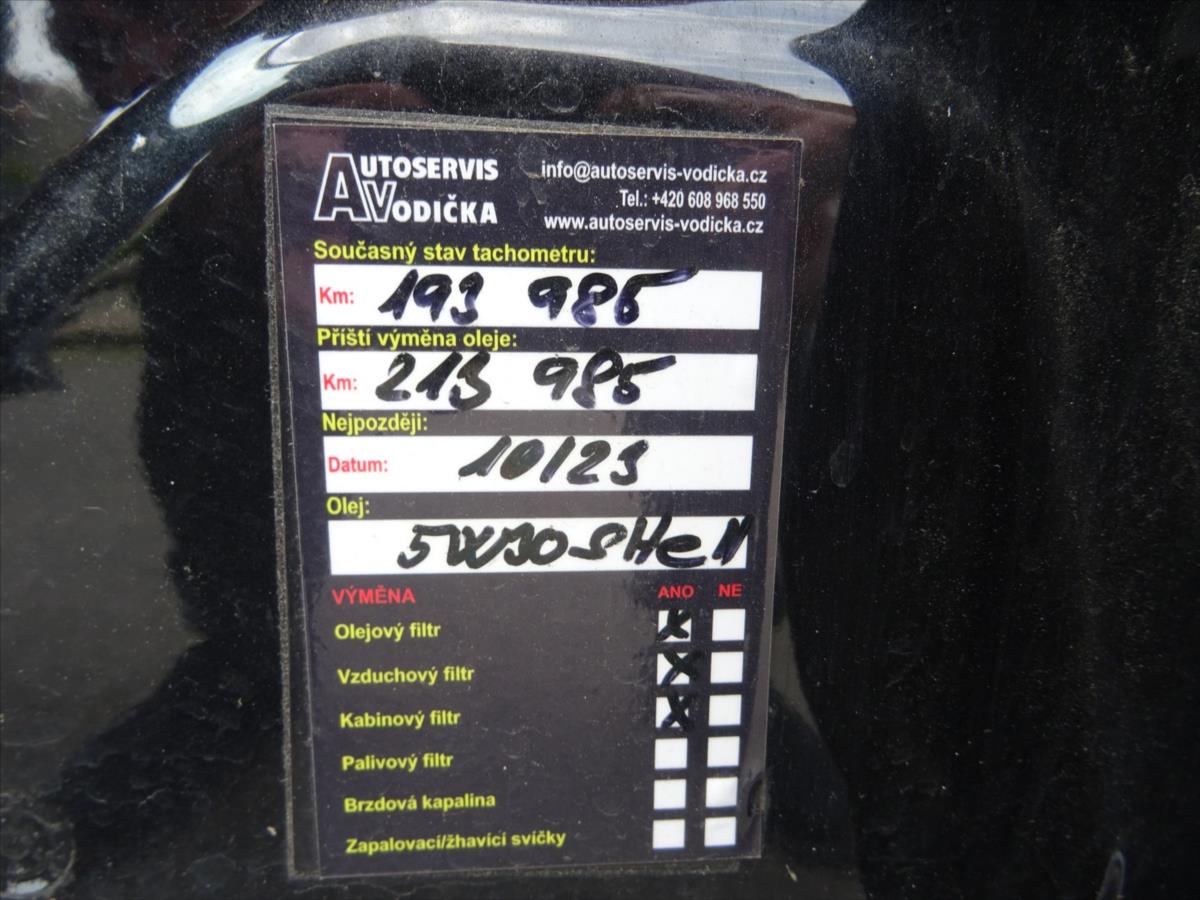 AUTOSERVIS
VODIČKA
info@autoservis-vodicka.cz
Tel.: +420 608 968 550
www.autoservis-vodicka.cz
Současný stav tachometru:
Km: 193 985
Příští výměna oleje:
Km: 213 985
Nejpozději:
Datum: 10/23
Olej:
5W30 SHell
VÝMĚNA ANO NE
Olejový filtr X
Vzduchový filtr X
Kabinový filtr X
Palivový filtr
Brzdová kapalina
Zapalovací/žhavící svíčky